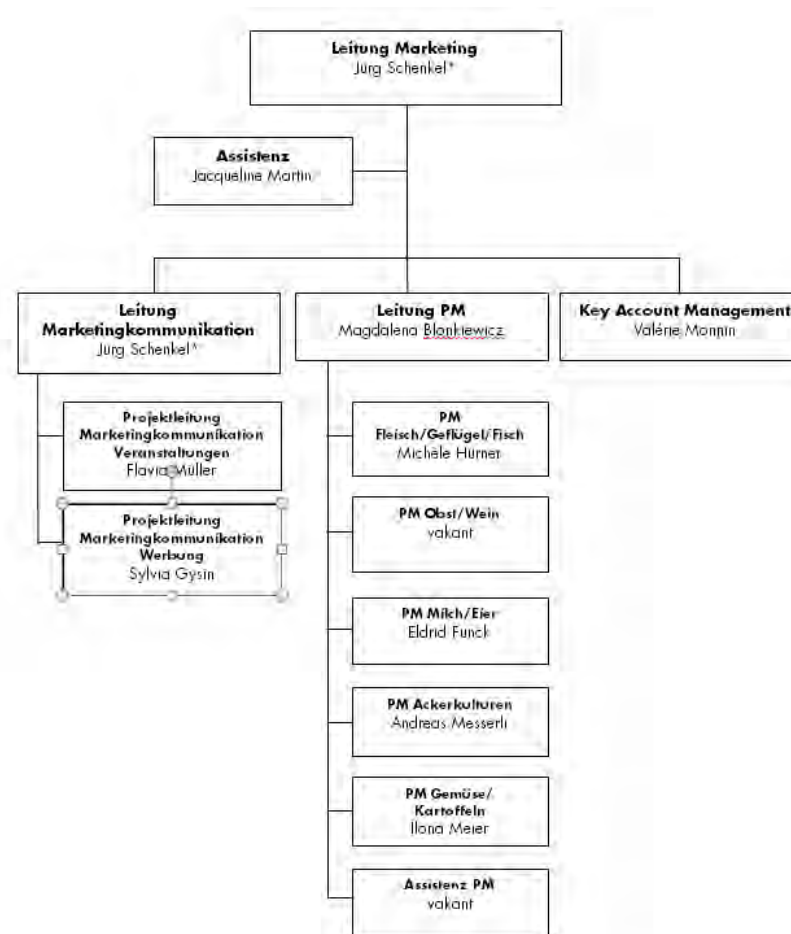 Leitung Marketing
Jürg Schenkel*
Assistenz
Jacqueline Martin
Leitung
Marketingkommunikation
Jürg Schenkel*
Leitung PM
Magdalena Blonkiewicz
Key Account Management
Valérie Monnin
Projektleitung
Marketingkommunikation
Veranstaltungen
Flavia Müller
Projektleitung
Marketingkommunikation
Werbung
Sylvia Gysin
PM
Fleisch/Geflügel/Fisch
Michèle Hürner
PM Obst/Wein
vakant
PM Milch/Eier
Eldrid Funck
PM Ackerkulturen
Andreas Messerli
PM Gemüse/
Kartoffeln
Ilona Meier
Assistenz PM
vakant